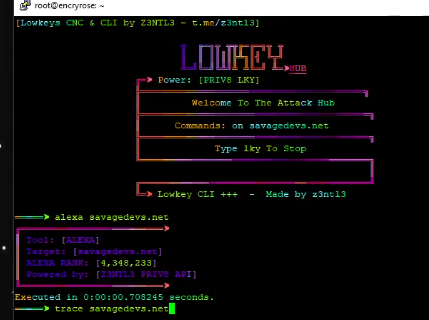 root@encryrose: ~
[Lowkeys CNC & CLI by Z3NTL3 - t.me/z3ntl3]
HUB
Power: [PRIV8 LKY]
Welcome To The Attack Hub
Commands: on savagedevs.net
Type lky To Stop
Lowkey CLI +++ - Made by z3ntl3
alexa savagedevs.net
Tool: [ALEXA]
Target: [savagedevs.net]
ALEXA RANK: [4,348,233]
Powered by: [Z3NTL3 PRIV8 API]
Executed in 0:00:00.708245 seconds.
trace savagedevs.net